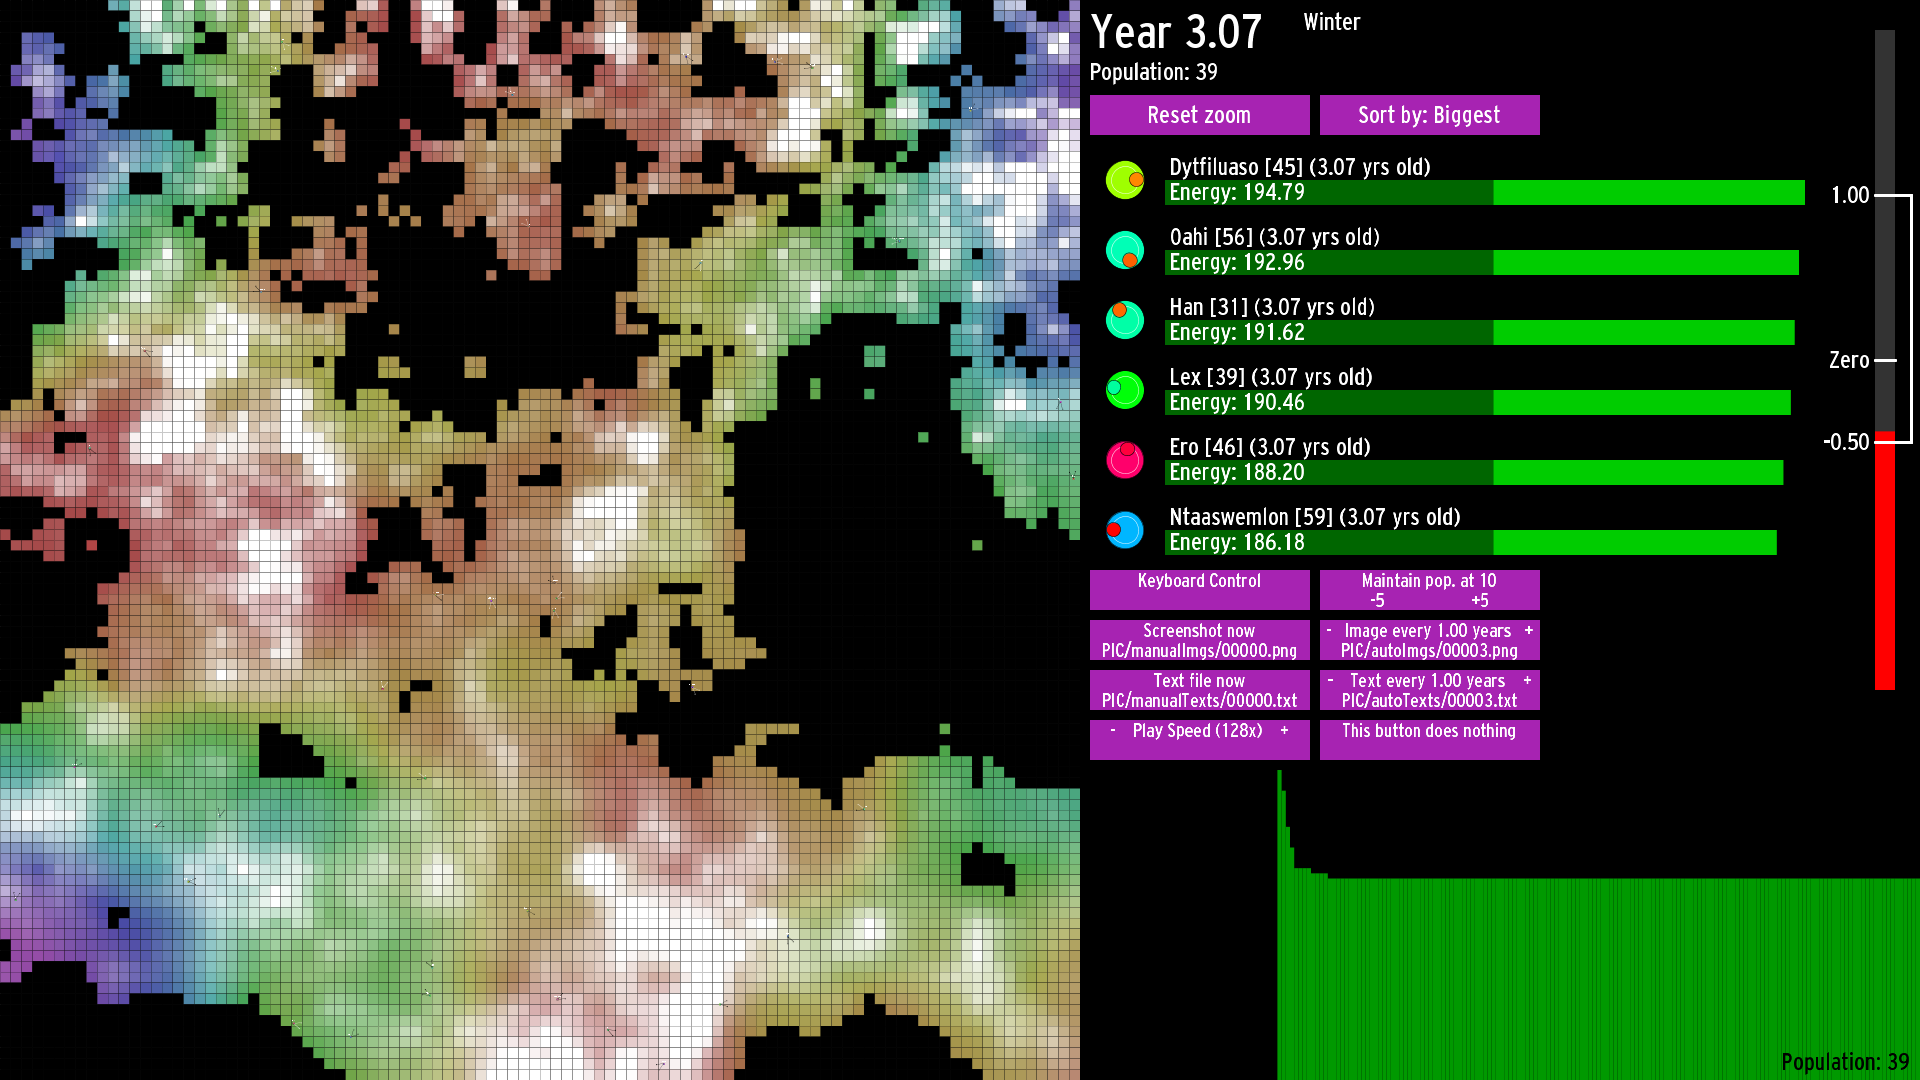 Year 3.07
Winter
Population: 39
Reset zoom
Sort by: Biggest
Dytfiluaso [45] (3.07 yrs old)
Energy: 194.79
Oahi [56] (3.07 yrs old)
Energy: 192.96
Han [31] (3.07 yrs old)
Energy: 191.62
Lex [39] (3.07 yrs old)
Energy: 190.46
Ero [46] (3.07 yrs old)
Energy: 188.20
Ntaaswemlon [59] (3.07 yrs old)
Energy: 186.18
1.00
Zero
-0.50
Keyboard Control
Maintain pop. at 10
-5 +5
Screenshot now
PIC/manualImgs/00000.png
- Image every 1.00 years +
PIC/autoImgs/00003.png
Text file now
PIC/manualTexts/00000.txt
- Text every 1.00 years +
PIC/autoTexts/00003.txt
- Play Speed (128x) +
This button does nothing
Population: 39